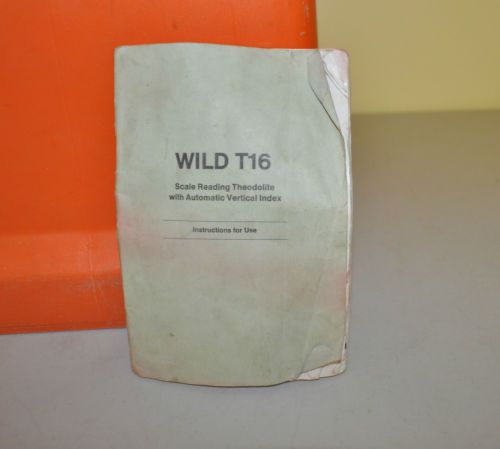 WILD T16
Scale Reading Theodolite
with Automatic Vertical Index
Instructions for Use